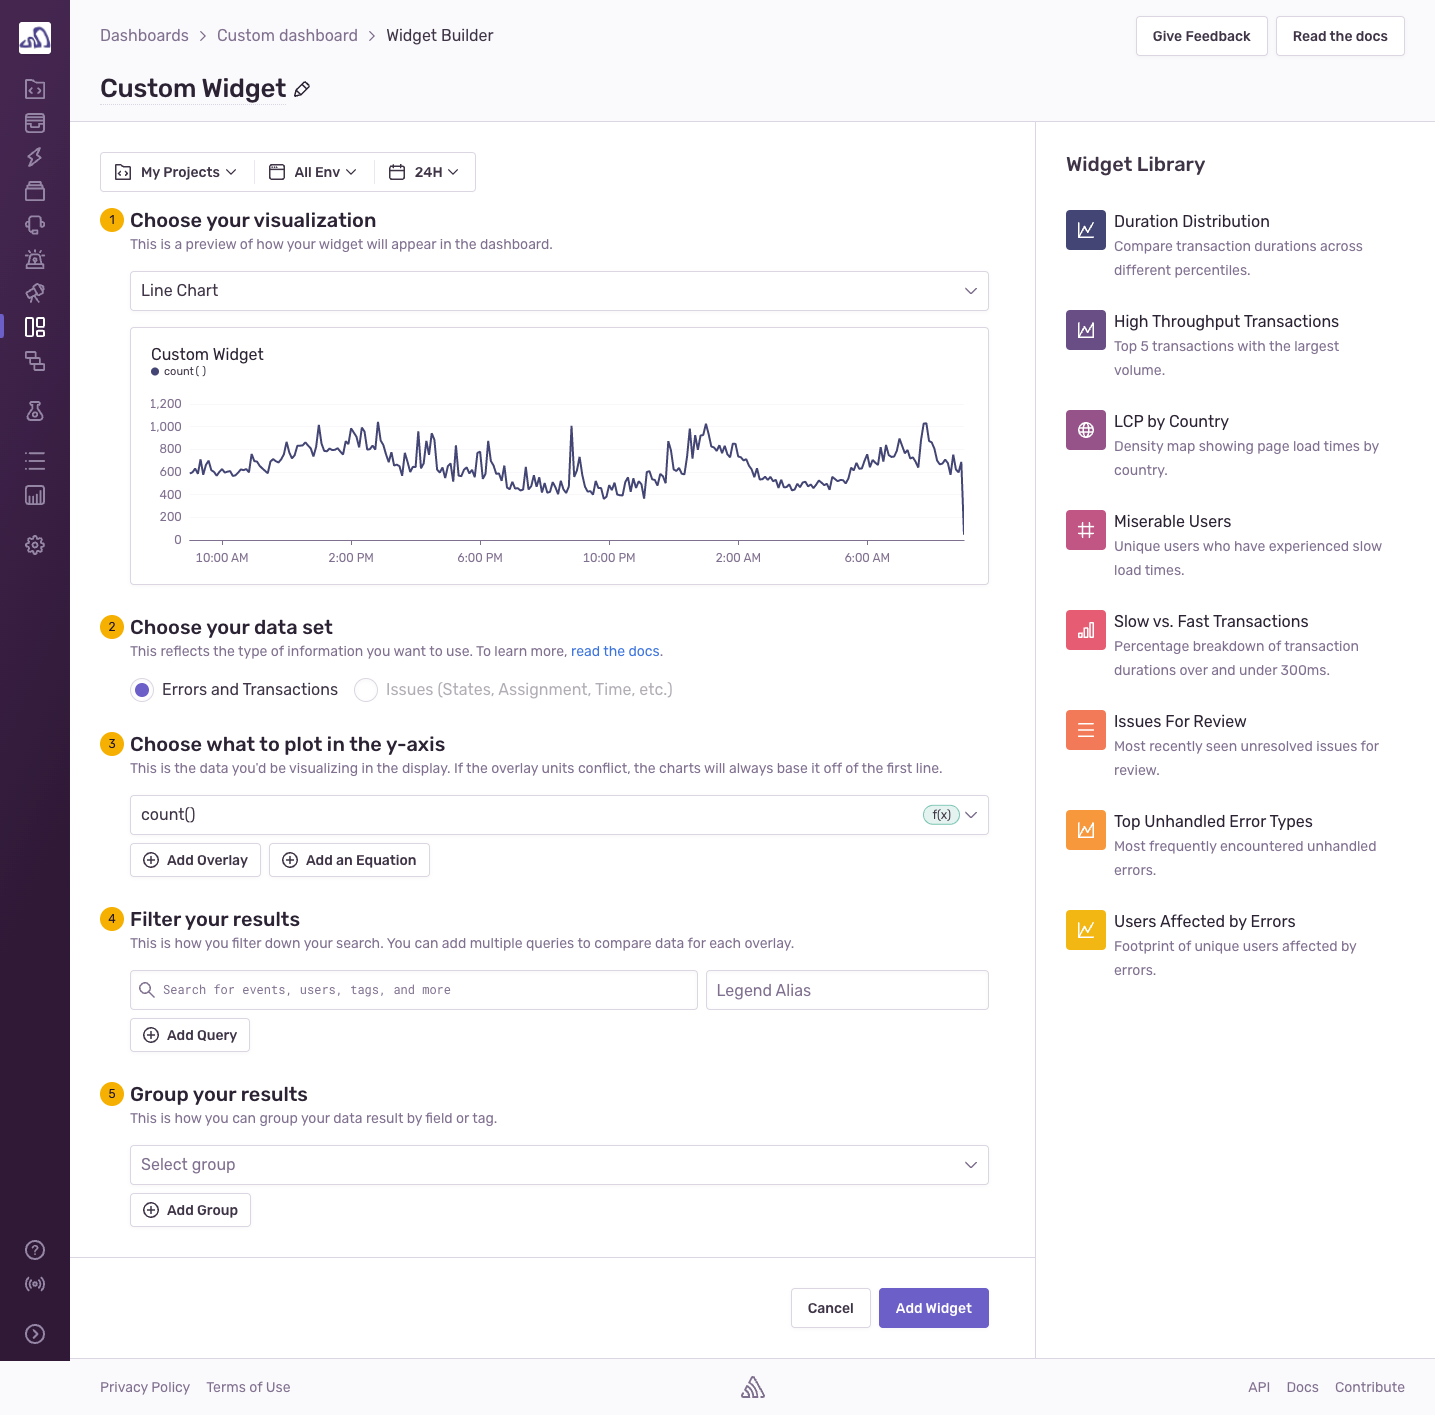 Dashboards > Custom dashboard > Widget Builder
Give Feedback
Read the docs
Custom Widget
My Projects
All Env
24H
1
Choose your visualization
This is a preview of how your widget will appear in the dashboard.
Line Chart
Custom Widget
count()
1,200
1,000
800
600
400
200
0
10:00 AM
2:00 PM
6:00 PM
10:00 PM
2:00 AM
6:00 AM
2
Choose your data set
This reflects the type of information you want to use. To learn more, read the docs.
Errors and Transactions
Issues (States, Assignment, Time, etc.)
3
Choose what to plot in the y-axis
This is the data you'd be visualizing in the display. If the overlay units conflict, the charts will always base it off of the first line.
count()
f(x)
Add Overlay
Add an Equation
4
Filter your results
This is how you filter down your search. You can add multiple queries to compare data for each overlay.
Search for events, users, tags, and more
Legend Alias
Add Query
5
Group your results
This is how you can group your data result by field or tag.
Select group
Add Group
Cancel
Add Widget
Widget Library
Duration Distribution
Compare transaction durations across
different percentiles.
High Throughput Transactions
Top 5 transactions with the largest
volume.
LCP by Country
Density map showing page load times by
country.
Miserable Users
Unique users who have experienced slow
load times.
Slow vs. Fast Transactions
Percentage breakdown of transaction
durations over and under 300ms.
Issues For Review
Most recently seen unresolved issues for
review.
Top Unhandled Error Types
Most frequently encountered unhandled
errors.
Users Affected by Errors
Footprint of unique users affected by
errors.
Privacy Policy
Terms of Use
API
Docs
Contribute